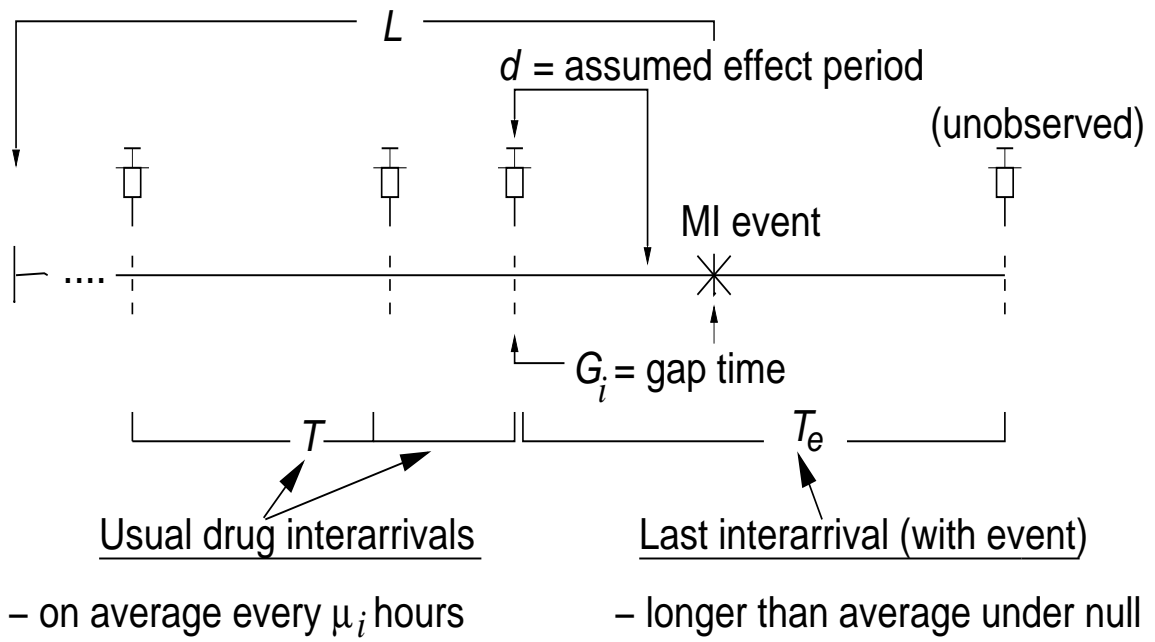 L
d = assumed effect period
(unobserved)
MI event
....
G_i = gap time
T
T_e
Usual drug interarrivals
Last interarrival (with event)
– on average every μ_i hours
– longer than average under null